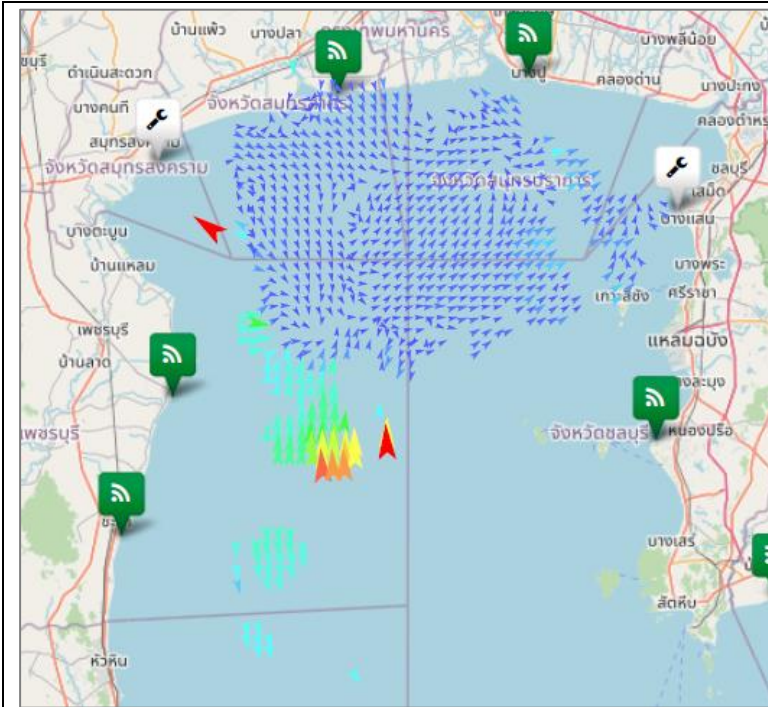 บ้านแพ้ว
บางปลา
กรุงเทพมหานคร
บางพลีน้อย
ดำเนินสะดวก
บางปู
คลองด่าน
บางปะกง
บางคนที
จังหวัดสมุทรสาคร
คลองตำหรุ
จังหวัดสมุทรสงคราม
จังหวัดสมุทรปราการ
ชลบุรี
เสม็ด
บางแสน
บางตะบูน
บ้านแหลม
บางพระ
เกาะสีชัง
ศรีราชา
เพชรบุรี
แหลมฉบัง
บ้านลาด
จังหวัดชลบุรี
หนองปรือ
เพชรบุรี
บางเสร่
สัตหีบ
หัวหิน